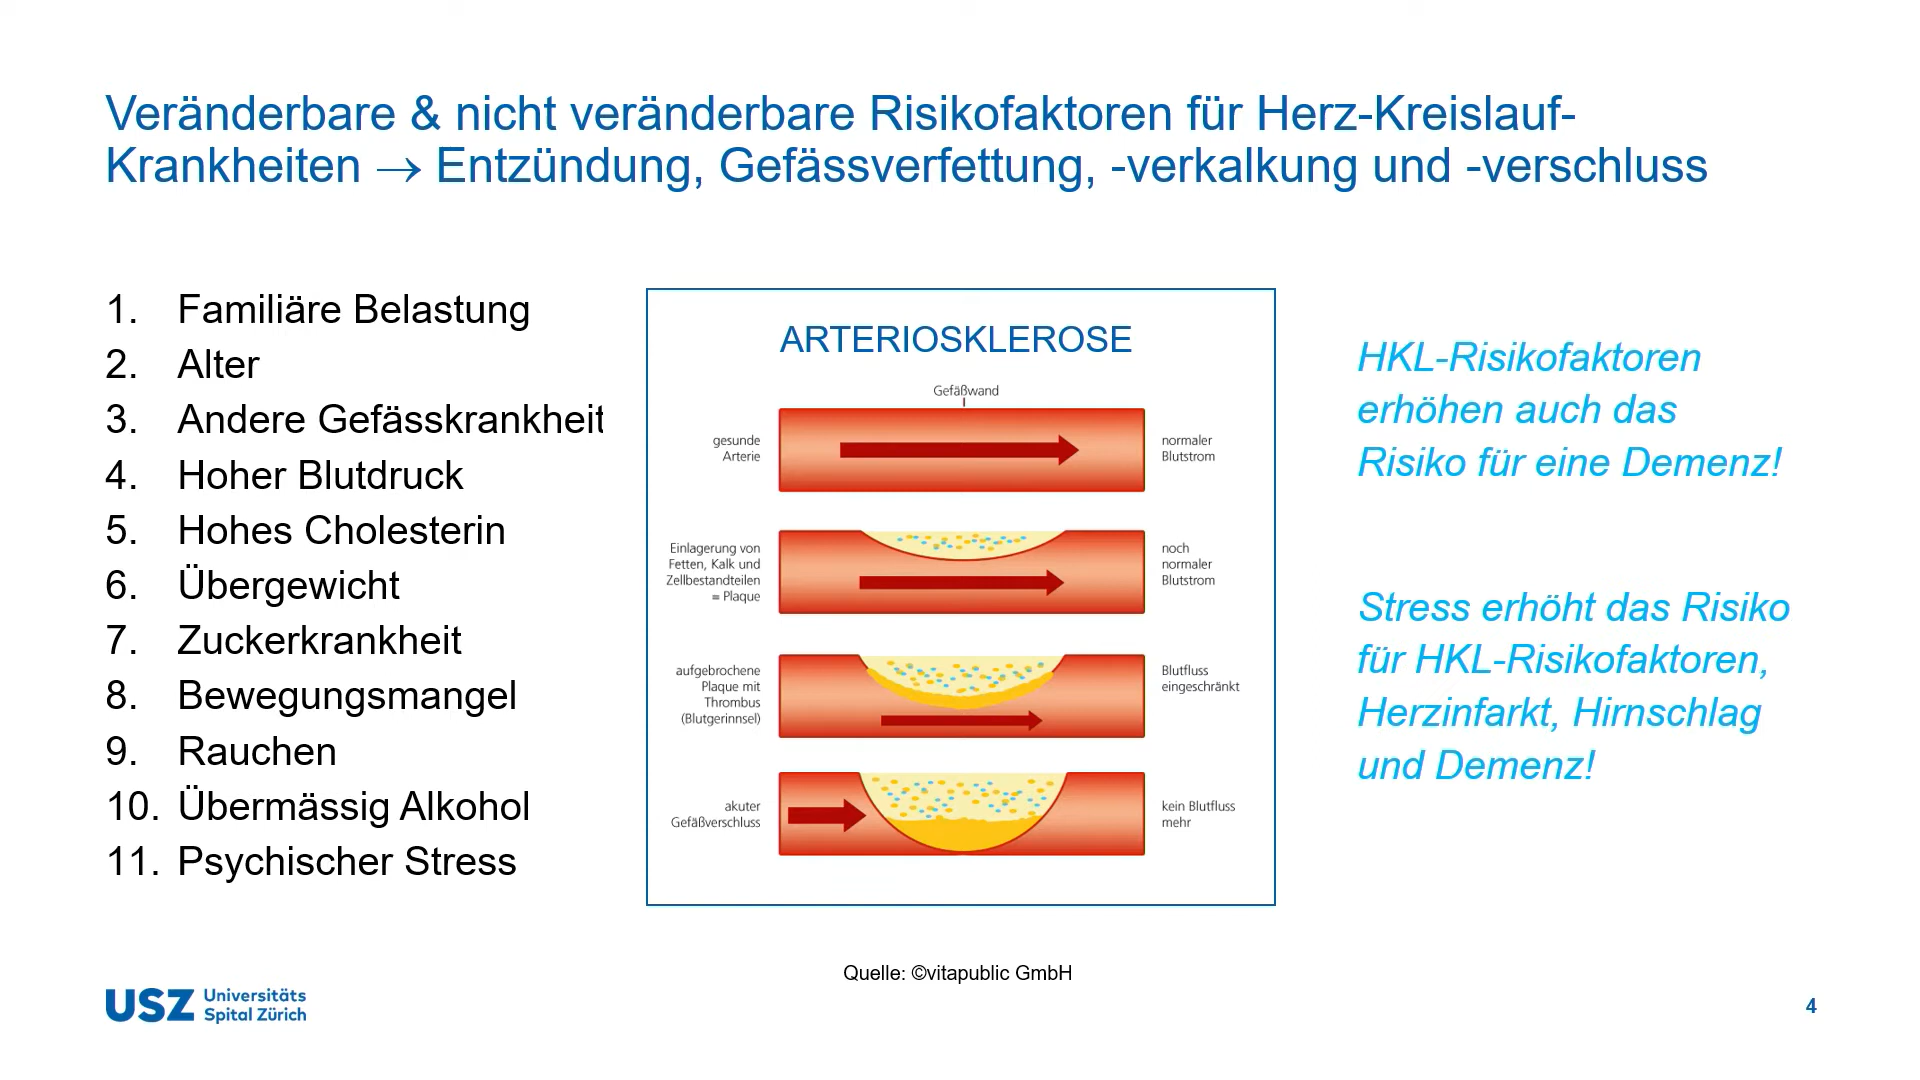 Veränderbare & nicht veränderbare Risikofaktoren für Herz-Kreislauf-
Krankheiten → Entzündung, Gefässverfettung, -verkalkung und -verschluss
1. Familiäre Belastung
2. Alter
3. Andere Gefässkrankheit
4. Hoher Blutdruck
5. Hohes Cholesterin
6. Übergewicht
7. Zuckerkrankheit
8. Bewegungsmangel
9. Rauchen
10. Übermässig Alkohol
11. Psychischer Stress
ARTERIOSKLEROSE
Gefäßwand
gesunde
Arterie
normaler
Blutstrom
Einlagerung von
Fetten, Kalk und
Zellbestandteilen
= Plaque
noch
normaler
Blutstrom
aufgebrochene
Plaque mit
Thrombus
(Blutgerinnsel)
Blutfluss
eingeschränkt
akuter
Gefäßverschluss
kein Blutfluss
mehr
HKL-Risikofaktoren
erhöhen auch das
Risiko für eine Demenz!
Stress erhöht das Risiko
für HKL-Risikofaktoren,
Herzinfarkt, Hirnschlag
und Demenz!
Quelle: ©vitapublic GmbH
USZ Universitäts
Spital Zürich
4